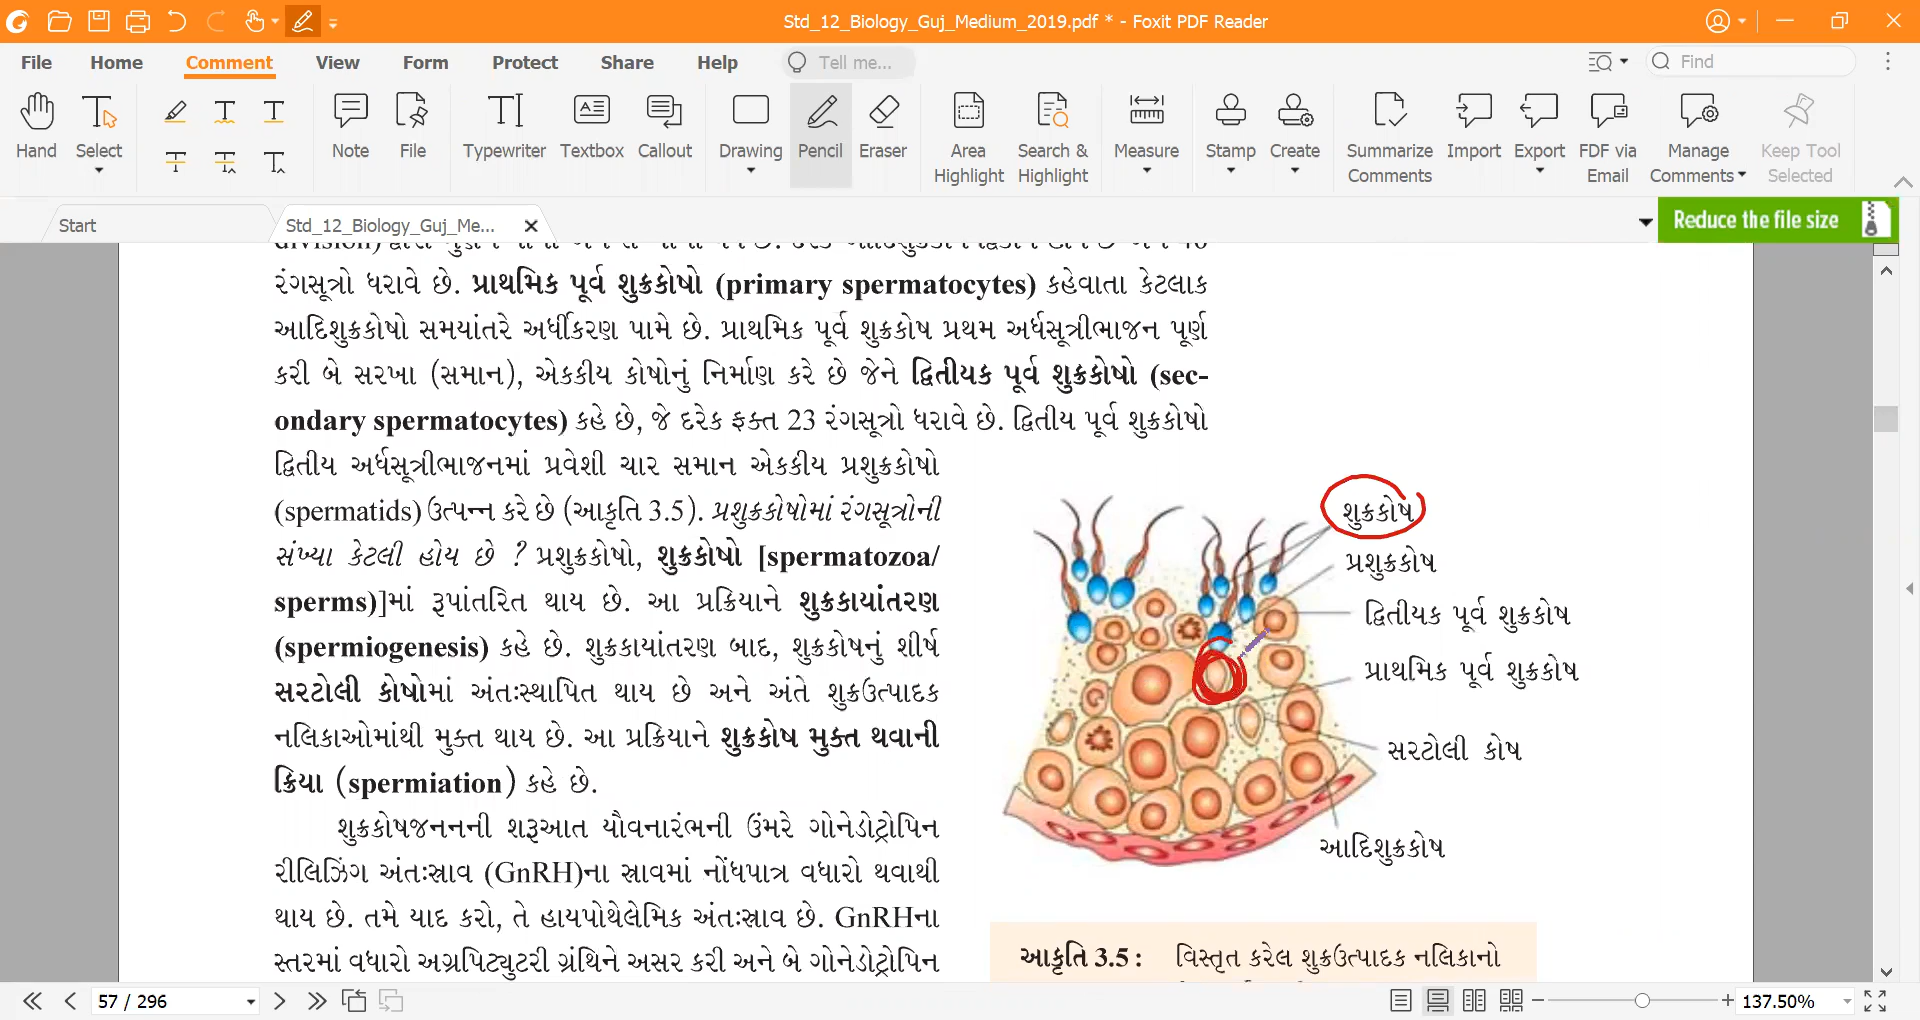 Std_12_Biology_Guj_Medium_2019.pdf * - Foxit PDF Reader
File Home Comment View Form Protect Share Help Tell me... Find
Hand Select Note File Typewriter Textbox Callout Drawing Pencil Eraser Area Highlight Search & Highlight Measure Stamp Create Summarize Comments Import Export FDF via Email Manage Comments Keep Tool Selected
Start Std_12_Biology_Guj_Me... Reduce the file size
રંગસૂત્રો ધરાવે છે. પ્રાથમિક પૂર્વ શુક્રકોષો (primary spermatocytes) કહેવાતા કેટલાક
આદિશુક્રકોષો સમયાંતરે અર્ધીકરણ પામે છે. પ્રાથમિક પૂર્વ શુક્રકોષ પ્રથમ અર્ધસૂત્રીભાજન પૂર્ણ
કરી બે સરખા (સમાન), એકકીય કોષોનું નિર્માણ કરે છે જેને દ્વિતીયક પૂર્વ શુક્રકોષો (sec-
ondary spermatocytes) કહે છે, જે દરેક ફક્ત 23 રંગસૂત્રો ધરાવે છે. દ્વિતીય પૂર્વ શુક્રકોષો
દ્વિતીય અર્ધસૂત્રીભાજનમાં પ્રવેશી ચાર સમાન એકકીય પ્રશુક્રકોષો
(spermatids) ઉત્પન્ન કરે છે (આકૃતિ 3.5). પ્રશુક્રકોષોમાં રંગસૂત્રોની
સંખ્યા કેટલી હોય છે ? પ્રશુક્રકોષો, શુક્રકોષો [spermatozoa/
sperms)]માં રૂપાંતરિત થાય છે. આ પ્રક્રિયાને શુક્રકાયાંતરણ
(spermiogenesis) કહે છે. શુક્રકાયાંતરણ બાદ, શુક્રકોષનું શીર્ષ
સરટોલી કોષોમાં અંતઃસ્થાપિત થાય છે અને અંતે શુક્રઉત્પાદક
નલિકાઓમાંથી મુક્ત થાય છે. આ પ્રક્રિયાને શુક્રકોષ મુક્ત થવાની
ક્રિયા (spermiation) કહે છે.
શુક્રકોષજનનની શરૂઆત યૌવનારંભની ઉંમરે ગોનેડોટ્રોપિન
રીલિઝિંગ અંતઃસ્રાવ (GnRH)ના સ્રાવમાં નોંધપાત્ર વધારો થવાથી
થાય છે. તમે યાદ કરો, તે હાયપોથેલેમિક અંતઃસ્રાવ છે. GnRHના
સ્તરમાં વધારો અગ્રપિટ્યુટરી ગ્રંથિને અસર કરી અને બે ગોનેડોટ્રોપિન
શુક્રકોષ
પ્રશુક્રકોષ
દ્વિતીયક પૂર્વ શુક્રકોષ
પ્રાથમિક પૂર્વ શુક્રકોષ
સરટોલી કોષ
આદિશુક્રકોષ
આકૃતિ 3.5 : વિસ્તૃત કરેલ શુક્રઉત્પાદક નલિકાનો
57 / 296 137.50%